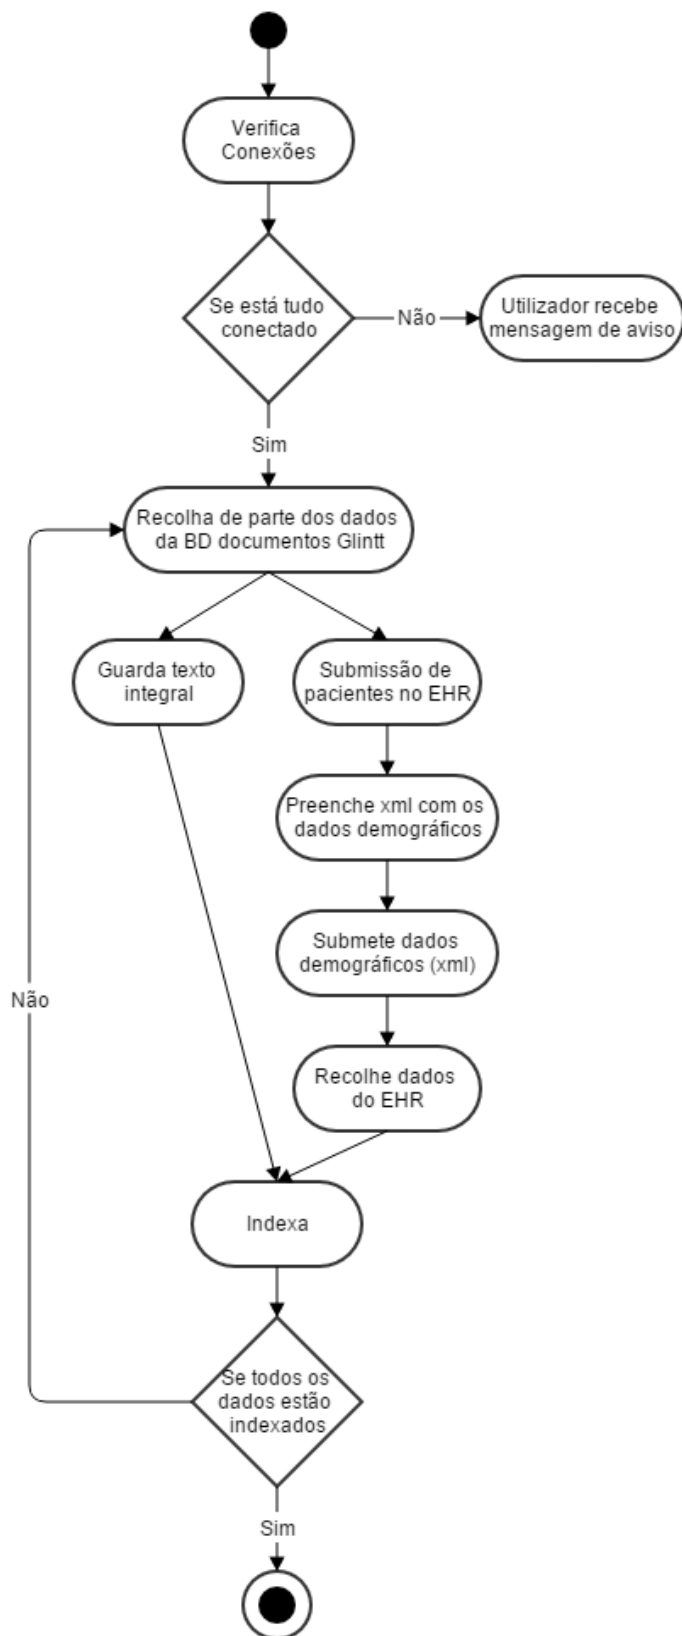 Verifica
Conexões
Se está tudo
conectado
Não
Utilizador recebe
mensagem de aviso
Sim
Recolha de parte dos dados
da BD documentos Glintt
Guarda texto
integral
Submissão de
pacientes no EHR
Preenche xml com os
dados demográficos
Submete dados
demográficos (xml)
Não
Recolhe dados
do EHR
Indexa
Se todos os
dados estão
indexados
Sim